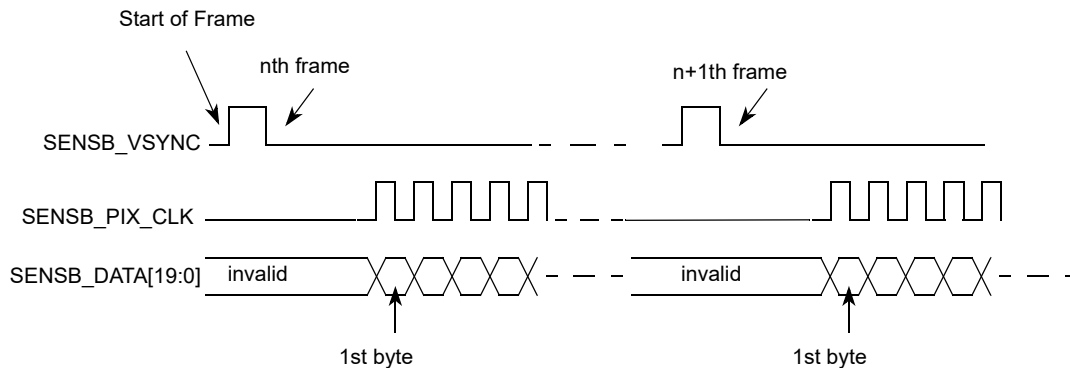 Start of Frame
nth frame
n+1th frame
SENSB_VSYNC
SENSB_PIX_CLK
SENSB_DATA[19:0]
invalid
invalid
1st byte
1st byte